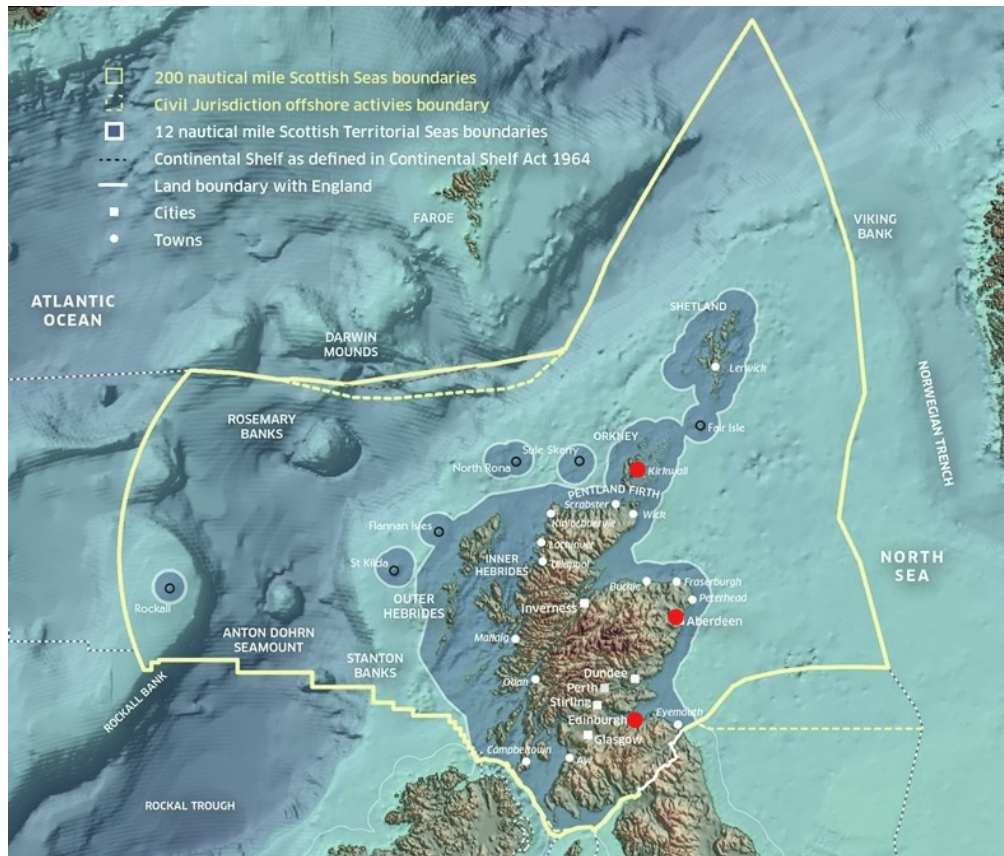 200 nautical mile Scottish Seas boundaries
Civil Jurisdiction offshore activies boundary
12 nautical mile Scottish Territorial Seas boundaries
Continental Shelf as defined in Continental Shelf Act 1964
Land boundary with England
Cities
Towns
FAROE
VIKING
BANK
ATLANTIC
OCEAN
SHETLAND
DARWIN
MOUNDS
Lerwick
NORWEGIAN TRENCH
ROSEMARY
BANKS
Fair Isle
ORKNEY
Sule Skerry
North Rona
Kirkwall
PENTLAND FIRTH
Scrabster
Wick
Kinlochbervie
Flannan Isles
Lochinver
Ullapool
INNER
HEBRIDES
NORTH
SEA
St Kilda
OUTER
HEBRIDES
Buckie
Fraserburgh
Peterhead
Rockall
Inverness
Aberdeen
ANTON DOHRN
SEAMOUNT
Mallaig
STANTON
BANKS
Dundee
Oban
Perth
ROCKALL BANK
Stirling
Eyemouth
Edinburgh
Glasgow
Campbeltown
Ayr
ROCKAL TROUGH